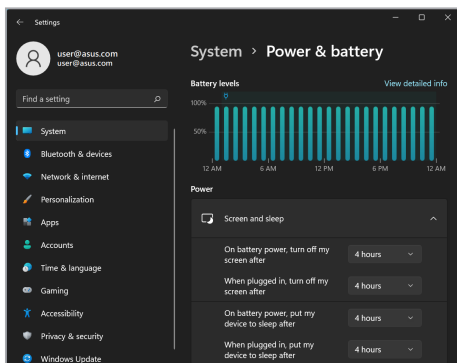 Settings
user@asus.com
user@asus.com
Find a setting
System
Bluetooth & devices
Network & internet
Personalization
Apps
Accounts
Time & language
Gaming
Accessibility
Privacy & security
Windows Update
System > Power & battery
Battery levels View detailed info
100%
50%
12 AM 6 AM 12 PM 6 PM 12 AM
Power
Screen and sleep
On battery power, turn off my
screen after
4 hours
When plugged in, turn off my
screen after
4 hours
On battery power, put my
device to sleep after
4 hours
When plugged in, put my
device to sleep after
4 hours